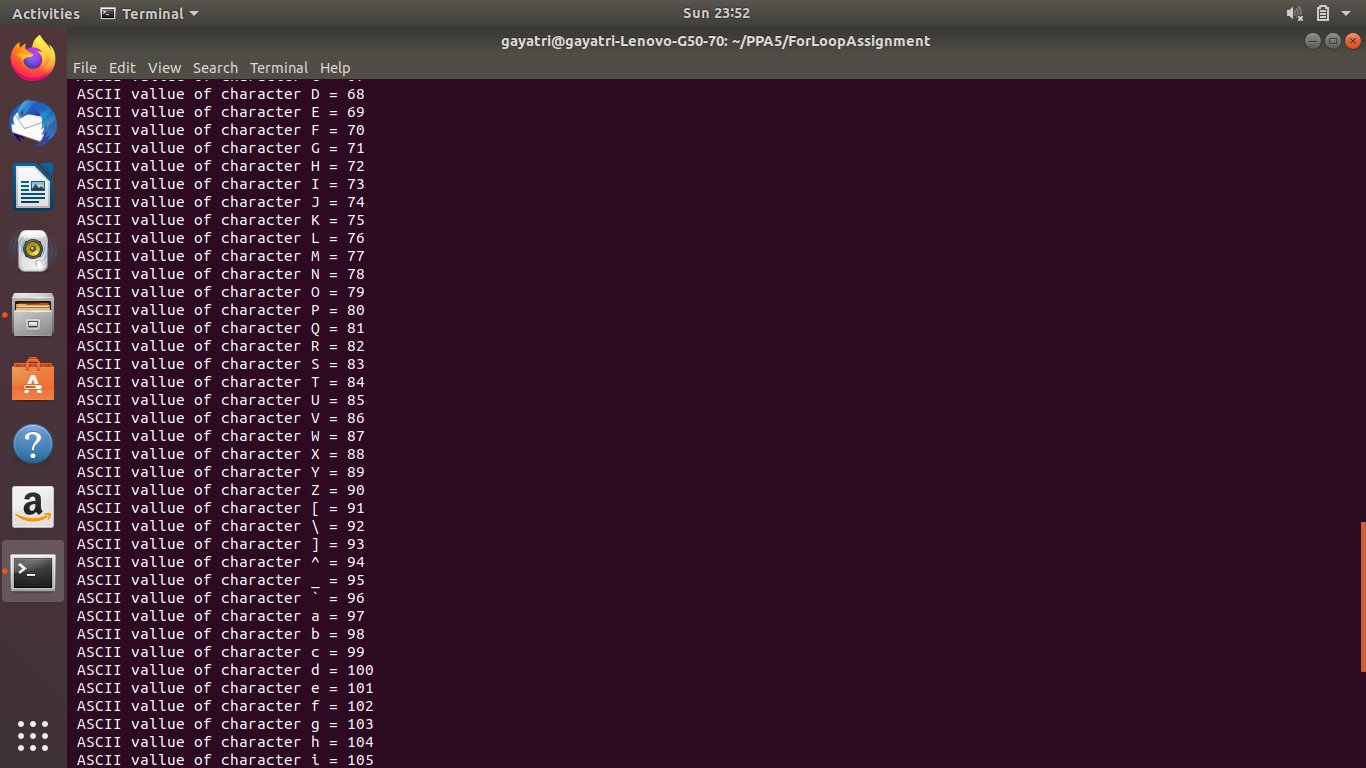 Activities Terminal Sun 23:52
gayatri@gayatri-Lenovo-G50-70: ~/PPA5/ForLoopAssignment
File Edit View Search Terminal Help
ASCII vallue of character D = 68
ASCII vallue of character E = 69
ASCII vallue of character F = 70
ASCII vallue of character G = 71
ASCII vallue of character H = 72
ASCII vallue of character I = 73
ASCII vallue of character J = 74
ASCII vallue of character K = 75
ASCII vallue of character L = 76
ASCII vallue of character M = 77
ASCII vallue of character N = 78
ASCII vallue of character O = 79
ASCII vallue of character P = 80
ASCII vallue of character Q = 81
ASCII vallue of character R = 82
ASCII vallue of character S = 83
ASCII vallue of character T = 84
ASCII vallue of character U = 85
ASCII vallue of character V = 86
ASCII vallue of character W = 87
ASCII vallue of character X = 88
ASCII vallue of character Y = 89
ASCII vallue of character Z = 90
ASCII vallue of character [ = 91
ASCII vallue of character \ = 92
ASCII vallue of character ] = 93
ASCII vallue of character ^ = 94
ASCII vallue of character _ = 95
ASCII vallue of character ` = 96
ASCII vallue of character a = 97
ASCII vallue of character b = 98
ASCII vallue of character c = 99
ASCII vallue of character d = 100
ASCII vallue of character e = 101
ASCII vallue of character f = 102
ASCII vallue of character g = 103
ASCII vallue of character h = 104
ASCII vallue of character i = 105